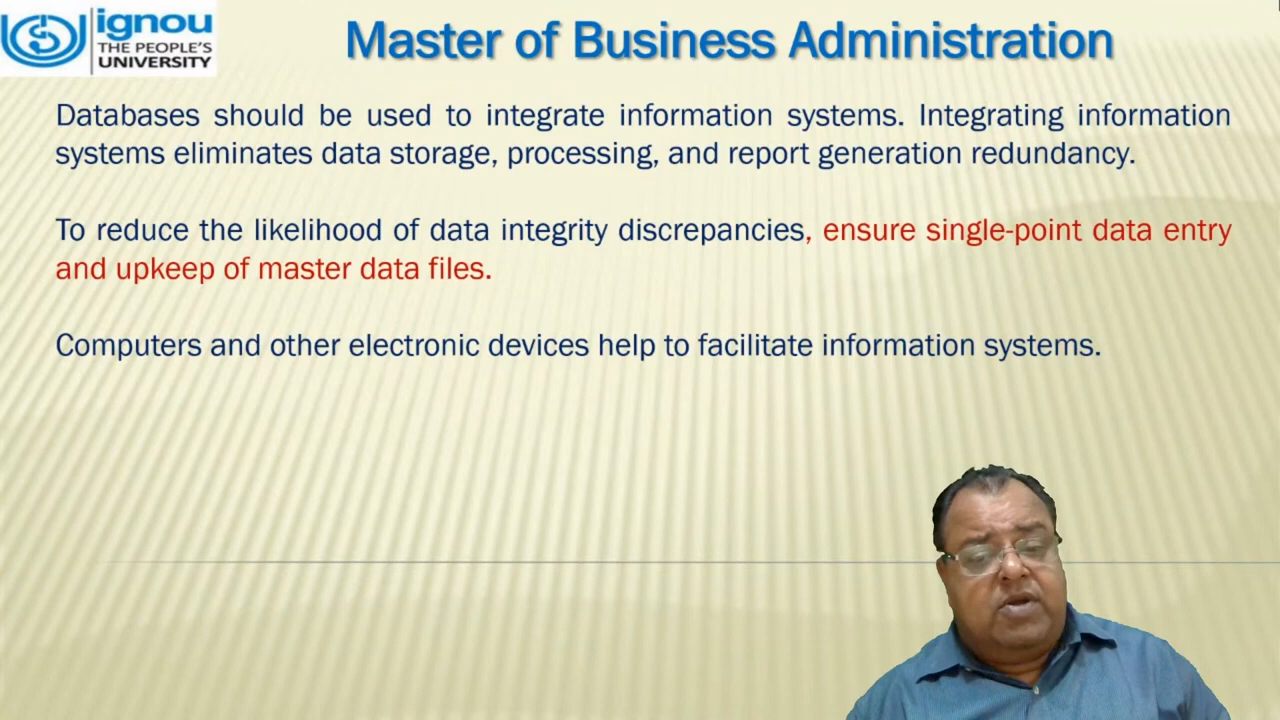 ignou
THE PEOPLE'S
UNIVERSITY
Master of Business Administration
Databases should be used to integrate information systems. Integrating information
systems eliminates data storage, processing, and report generation redundancy.
To reduce the likelihood of data integrity discrepancies, ensure single-point data entry
and upkeep of master data files.
Computers and other electronic devices help to facilitate information systems.